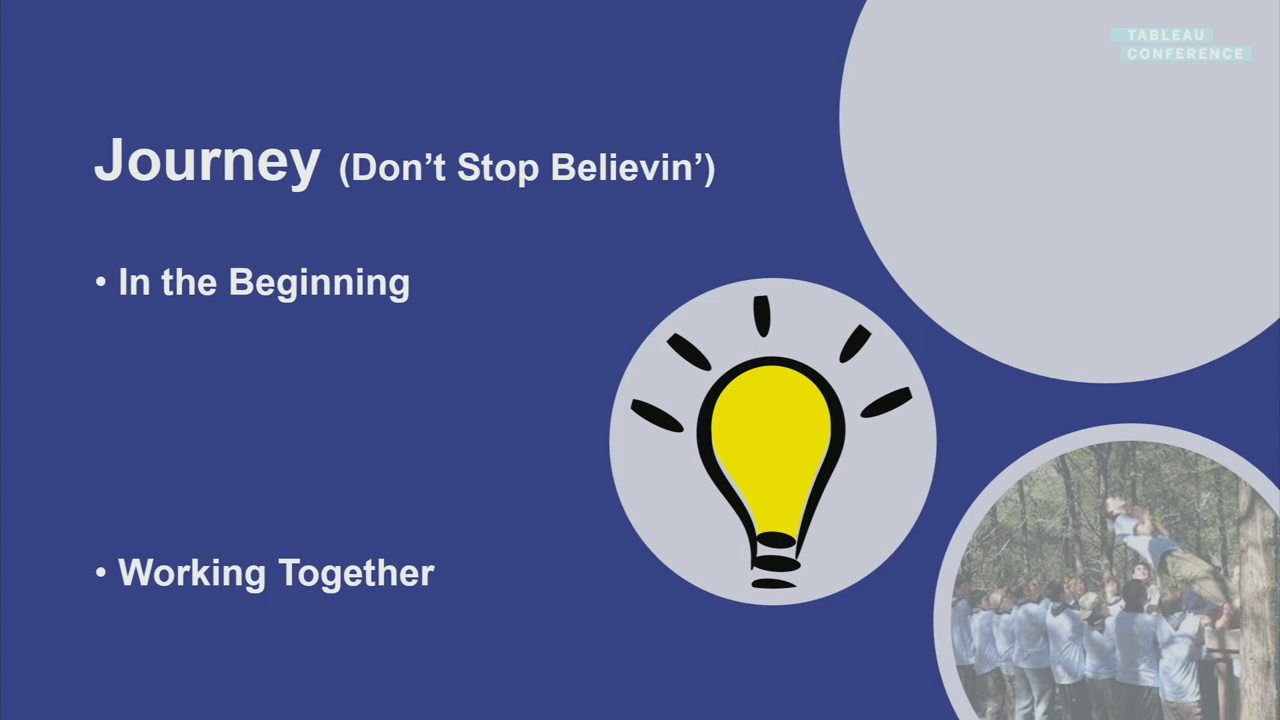 TABLEAU
CONFERENCE
Journey (Don’t Stop Believin’)
• In the Beginning
• Working Together